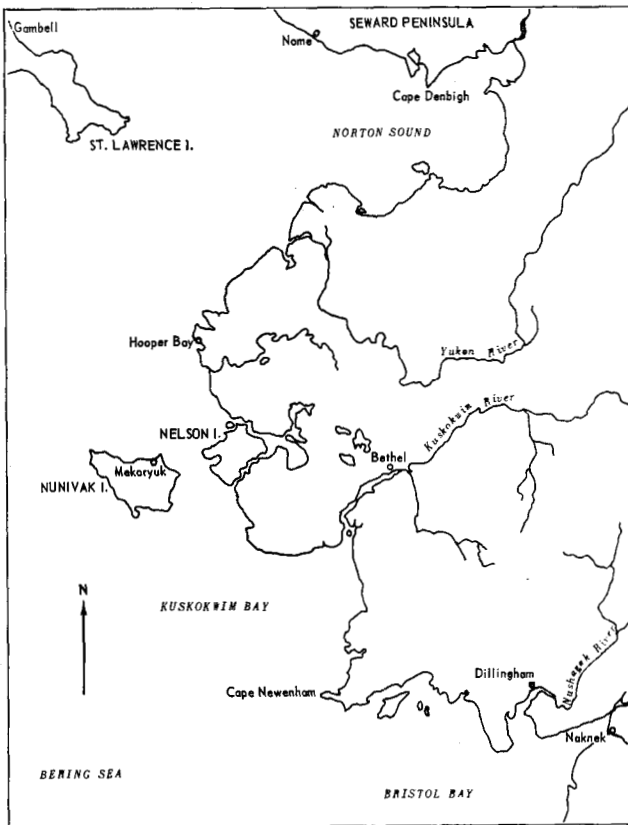 Gambell
SEWARD PENINSULA
Nome
Cape Denbigh
NORTON SOUND
ST. LAWRENCE I.
Hooper Bay
Yukon River
Kuskokwim River
NELSON I.
Bethel
Mekoryuk
NUNIVAK I.
N
KUSKOKWIM BAY
Nushagak River
Dillingham
Cape Newenham
Naknek
BERING SEA
BRISTOL BAY